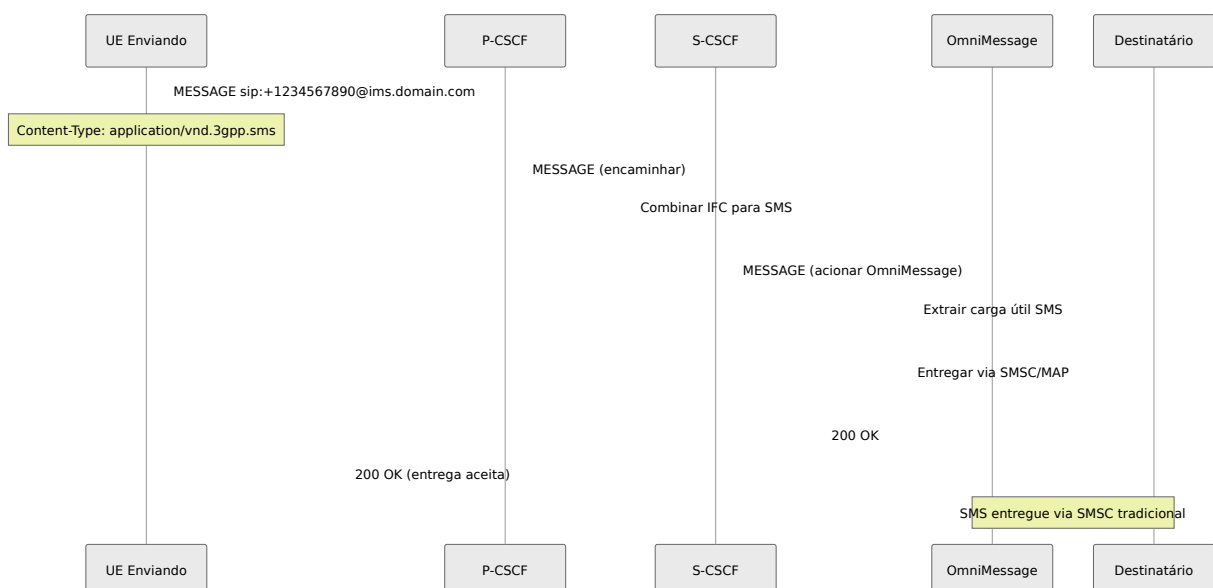 UE Enviando
P-CSCF
S-CSCF
OmniMessage
Destinatário
MESSAGE sip:+1234567890@ims.domain.com
Content-Type: application/vnd.3gpp.sms
MESSAGE (encaminhar)
Combinar IFC para SMS
MESSAGE (acionar OmniMessage)
Extrair carga útil SMS
Entregar via SMSC/MAP
200 OK
200 OK (entrega aceita)
SMS entregue via SMSC tradicional
UE Enviando
P-CSCF
S-CSCF
OmniMessage
Destinatário